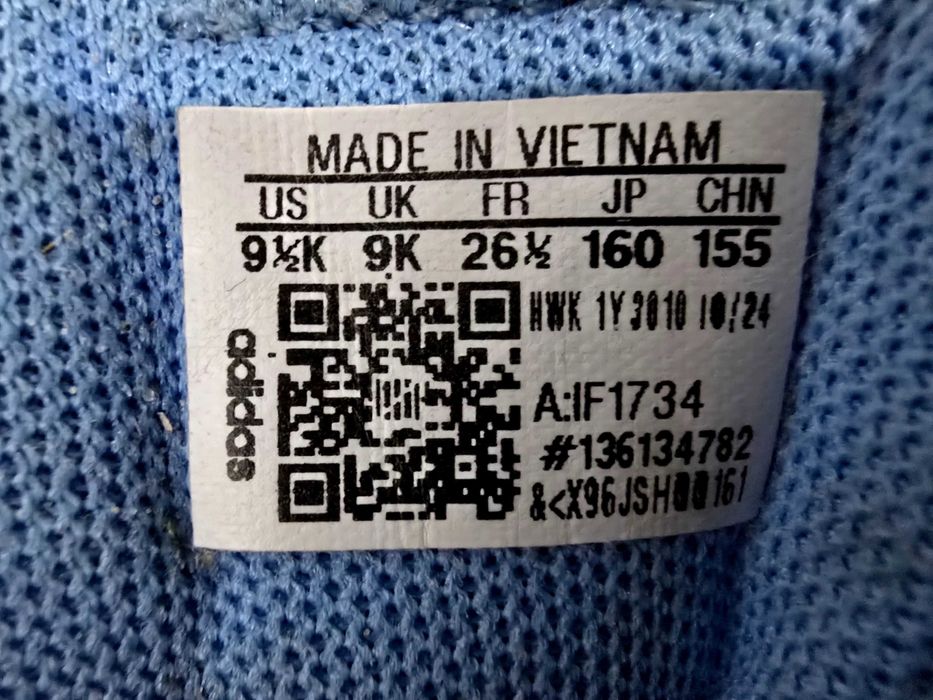 MADE IN VIETNAM
US UK FR JP CHN
9½K 9K 26½ 160 155
HWK 1Y3010 10/24
adidas
A:IF1734
#136134782
&<X96JSH00161